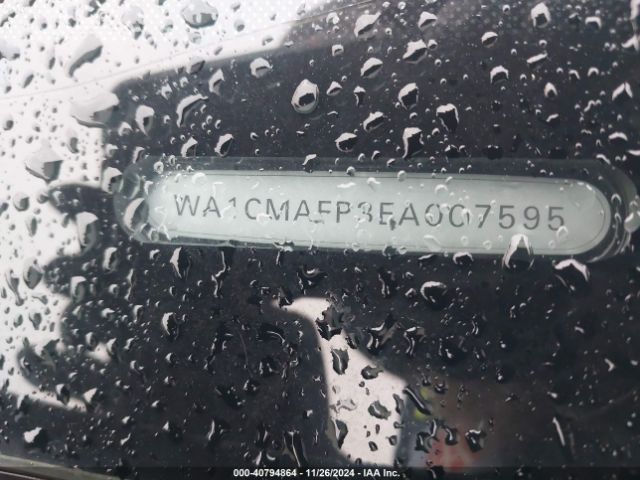 WA1CMAFP3EA007595
000-40794864 | 11/26/2024 - IAA Inc.